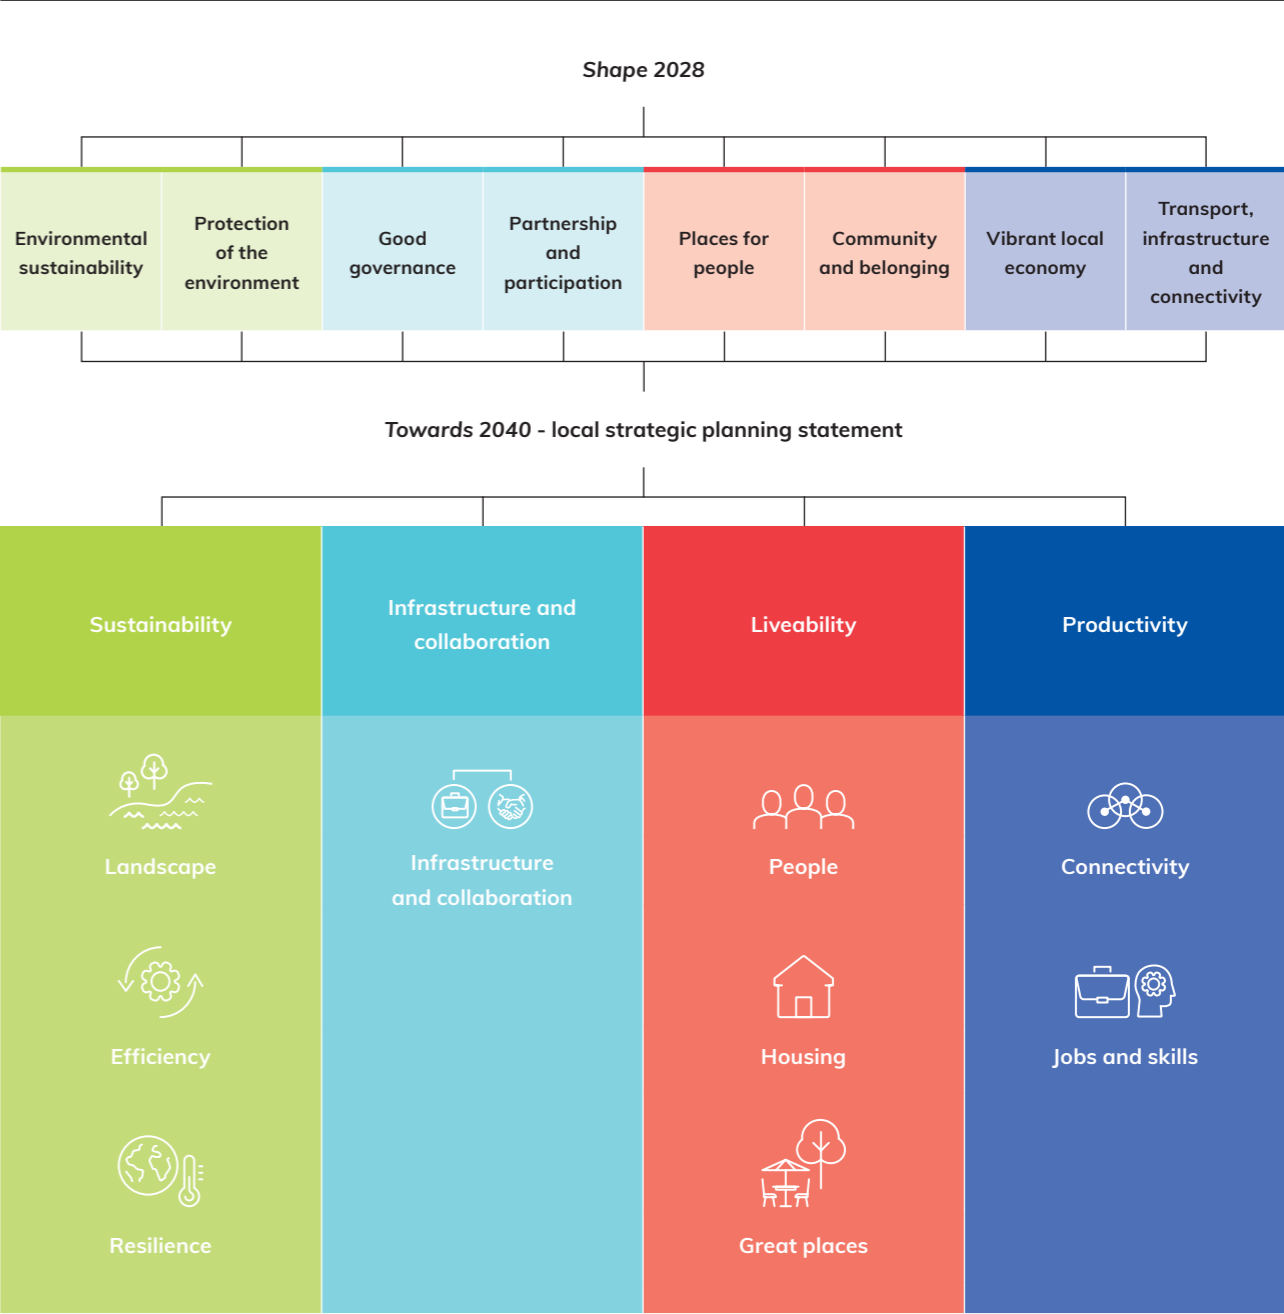 Shape 2028
Environmental
sustainability
Protection
of the
environment
Good
governance
Partnership
and
participation
Places for
people
Community
and belonging
Vibrant local
economy
Transport,
infrastructure
and
connectivity
Towards 2040 - local strategic planning statement
Sustainability
Infrastructure and
collaboration
Liveability
Productivity
Landscape
Efficiency
Resilience
Infrastructure
and collaboration
People
Housing
Great places
Connectivity
Jobs and skills